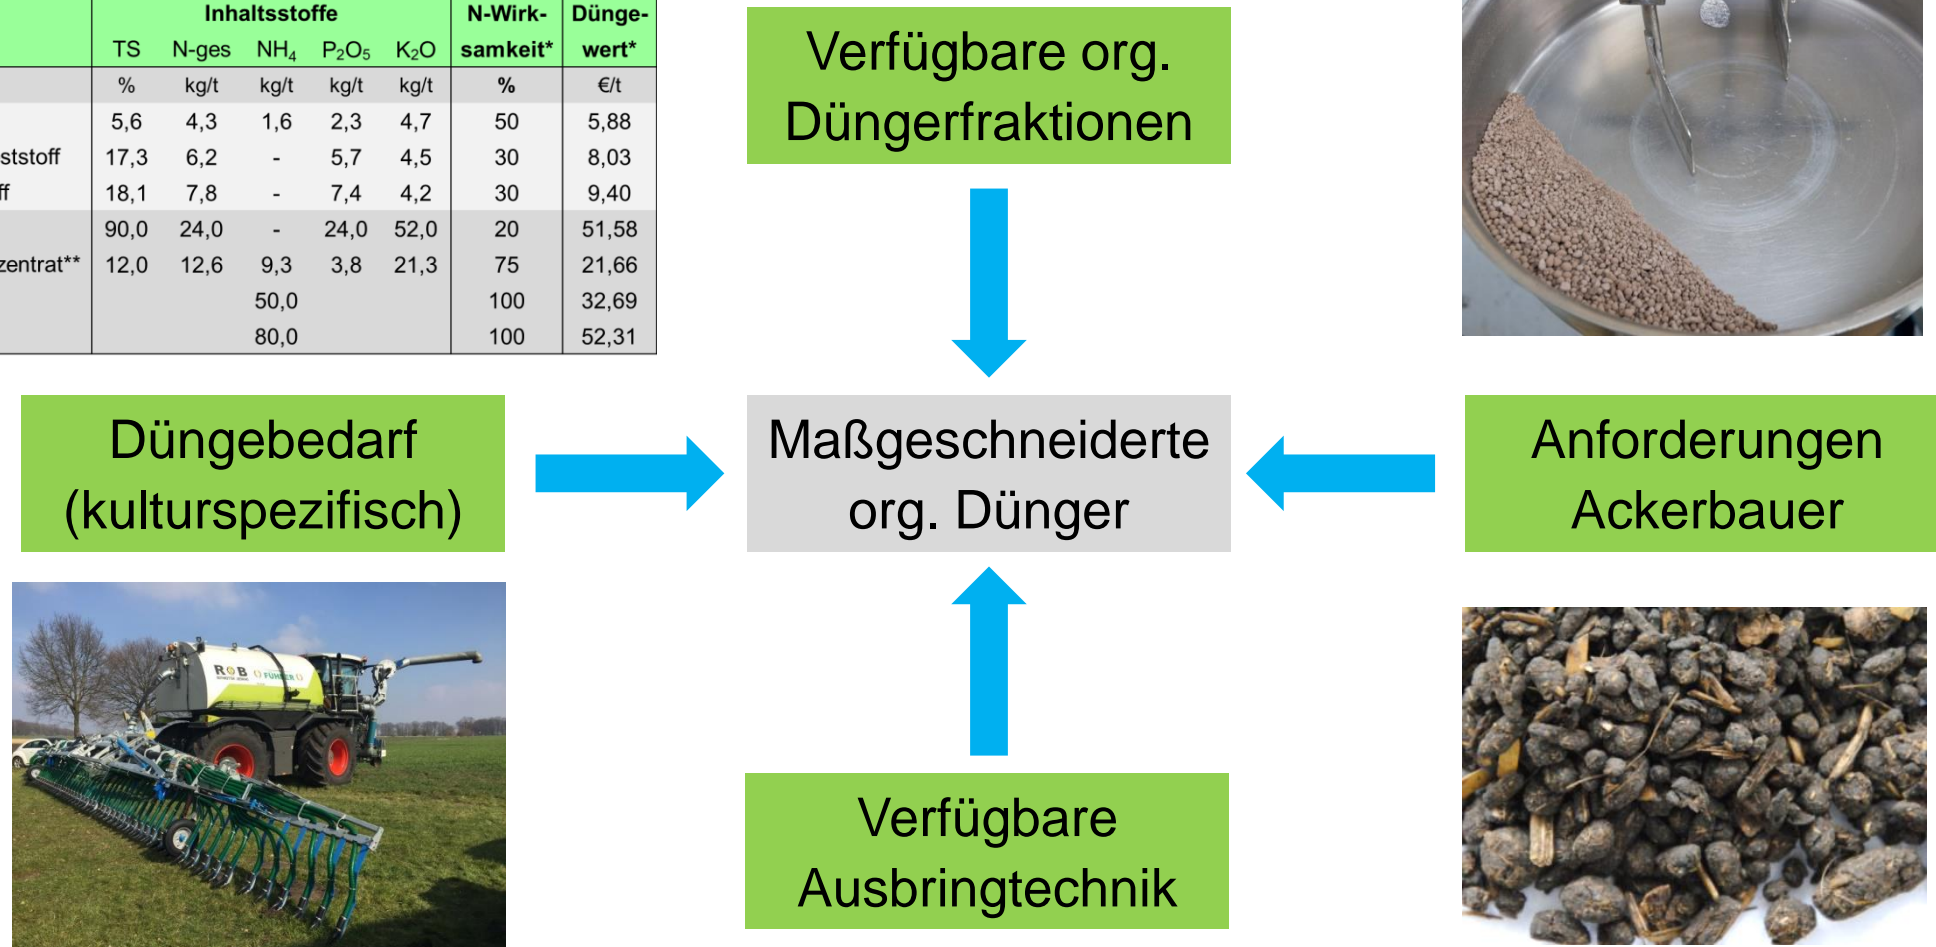 Inhaltsstoffe N-Wirk- Dünge-
TS N-ges NH₄ P₂O₅ K₂O samkeit* wert*
% kg/t kg/t kg/t kg/t % €/t
5,6 4,3 1,6 2,3 4,7 50 5,88
ststoff 17,3 6,2 - 5,7 4,5 30 8,03
ff 18,1 7,8 - 7,4 4,2 30 9,40
90,0 24,0 - 24,0 52,0 20 51,58
zentrat** 12,0 12,6 9,3 3,8 21,3 75 21,66
50,0 100 32,69
80,0 100 52,31
Verfügbare org.
Düngerfraktionen
Düngebedarf
(kulturspezifisch)
Maßgeschneiderte
org. Dünger
Anforderungen
Ackerbauer
Verfügbare
Ausbringtechnik